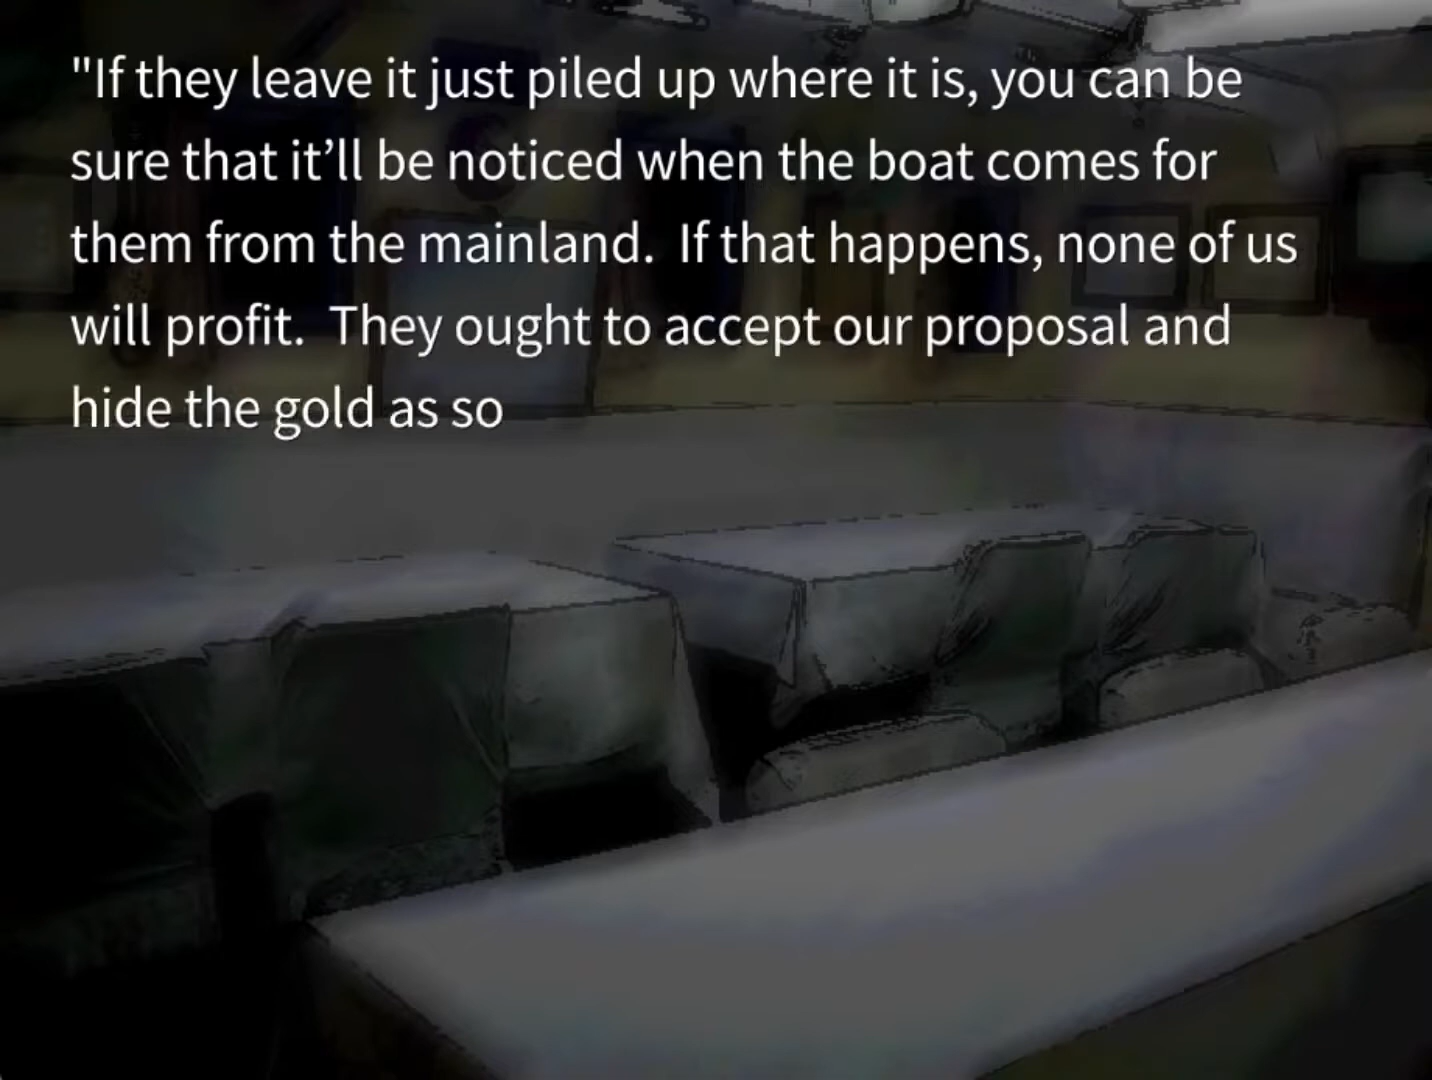 "If they leave it just piled up where it is, you can be
sure that it’ll be noticed when the boat comes for
them from the mainland.  If that happens, none of us
will profit.  They ought to accept our proposal and
hide the gold as so